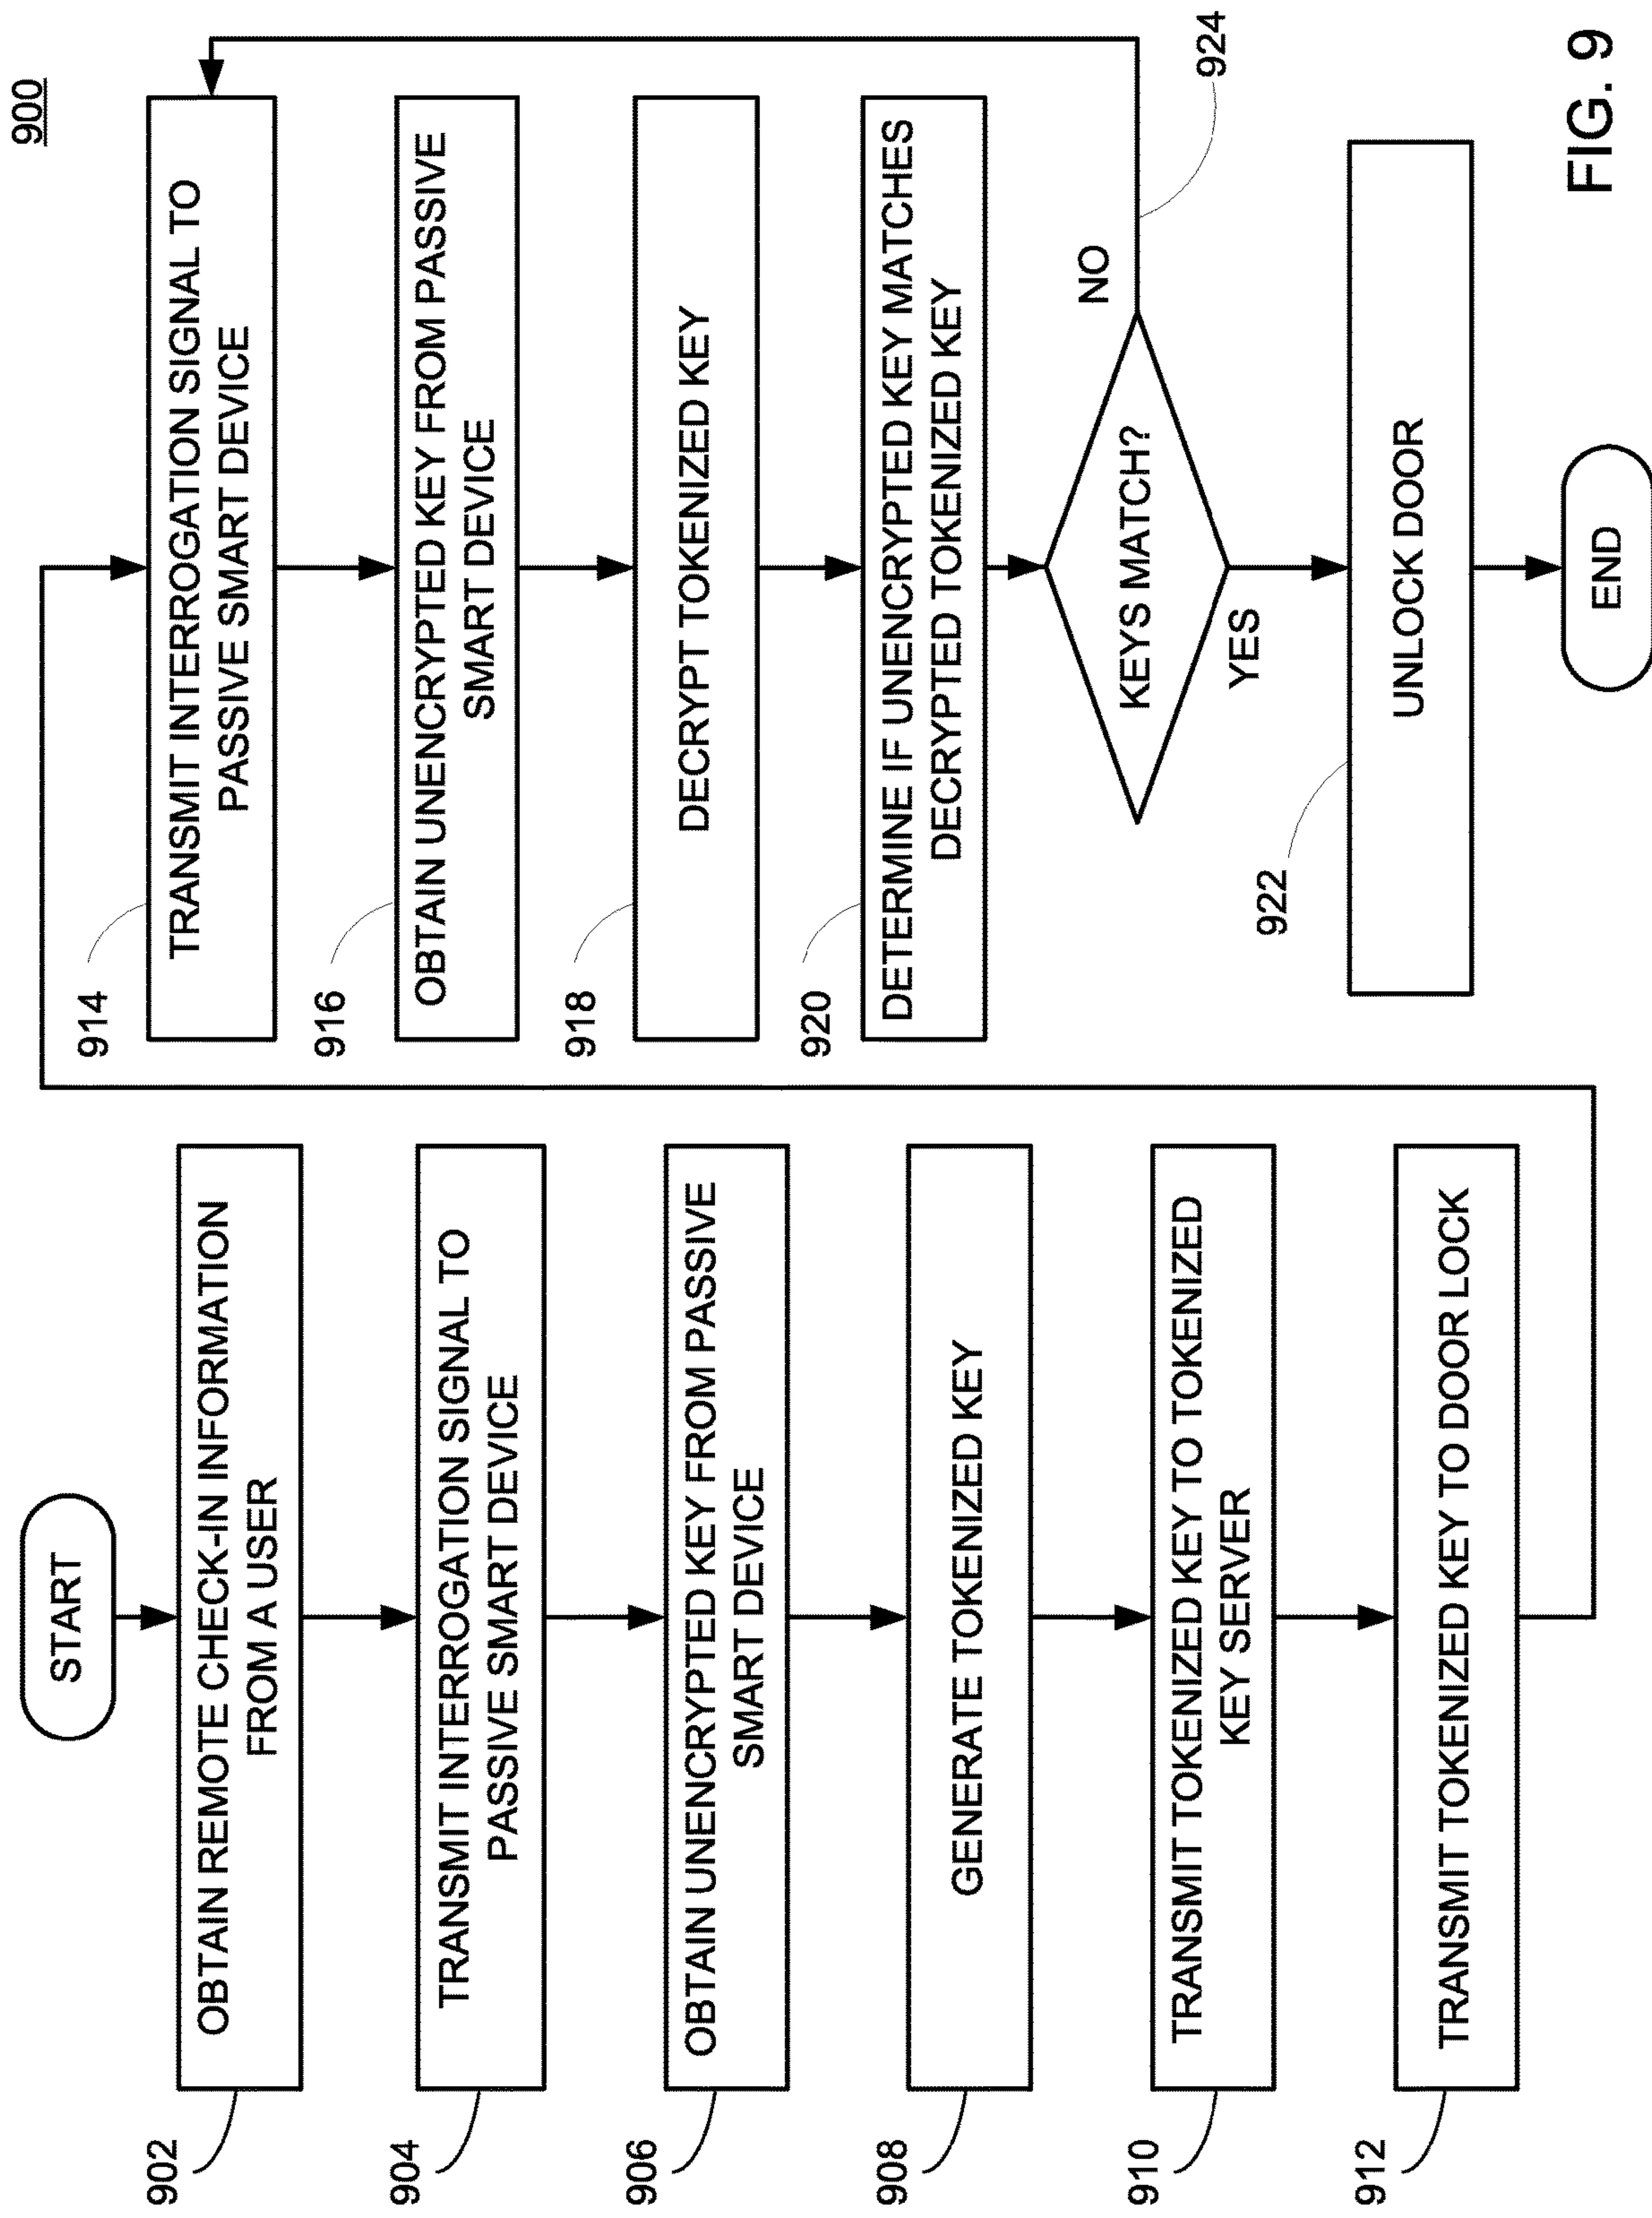 900
START
902
OBTAIN REMOTE CHECK-IN INFORMATION
FROM A USER
904
TRANSMIT INTERROGATION SIGNAL TO
PASSIVE SMART DEVICE
906
OBTAIN UNENCRYPTED KEY FROM PASSIVE
SMART DEVICE
908
GENERATE TOKENIZED KEY
910
TRANSMIT TOKENIZED KEY TO TOKENIZED
KEY SERVER
912
TRANSMIT TOKENIZED KEY TO DOOR LOCK
914
TRANSMIT INTERROGATION SIGNAL TO
PASSIVE SMART DEVICE
916
OBTAIN UNENCRYPTED KEY FROM PASSIVE
SMART DEVICE
918
DECRYPT TOKENIZED KEY
920
DETERMINE IF UNENCRYPTED KEY MATCHES
DECRYPTED TOKENIZED KEY
KEYS MATCH?
NO
924
YES
922
UNLOCK DOOR
END
FIG. 9